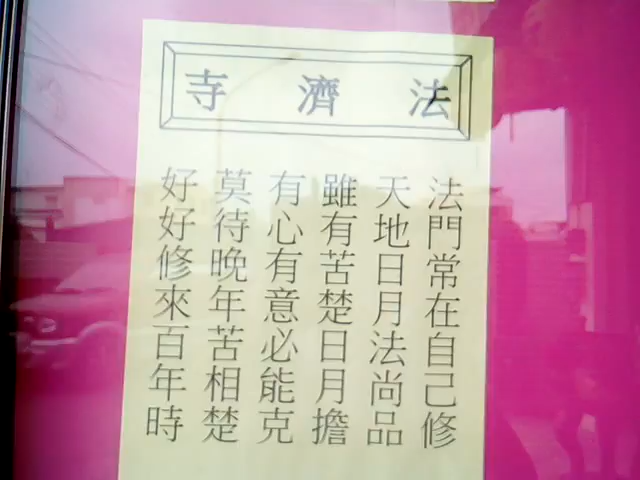 法濟寺
法門常在自己修
天地日月法尚品
雖有苦楚日月擔
有心有意必能克
莫待晚年苦相楚
好好修來百年時